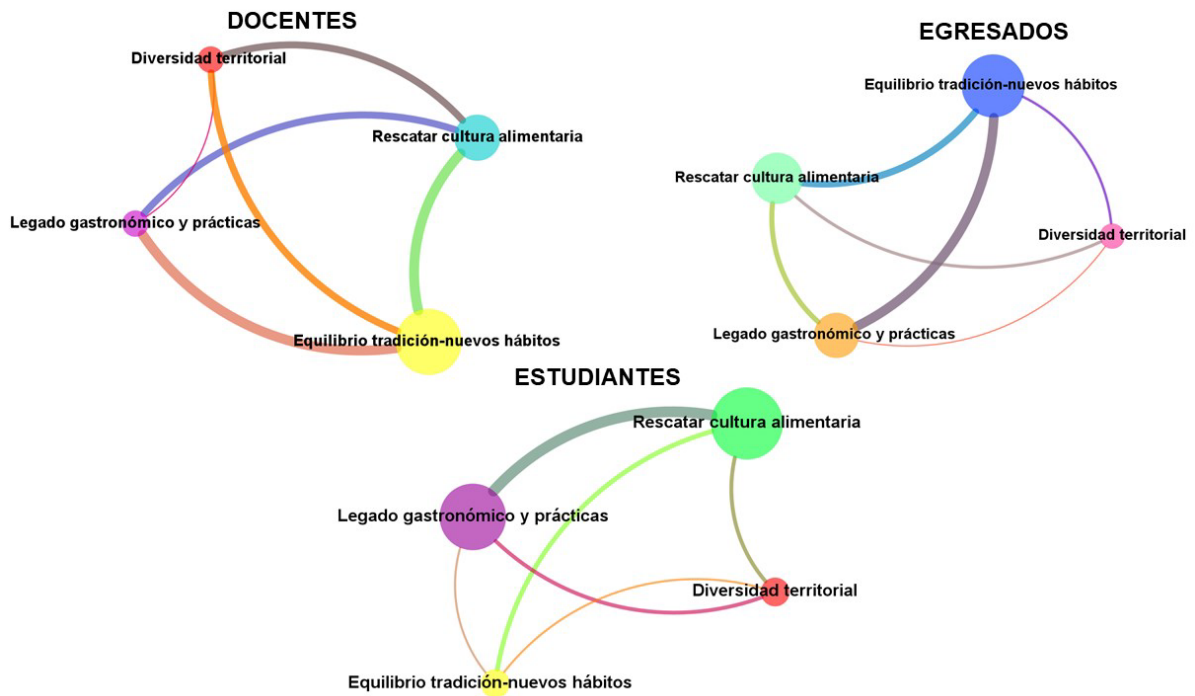 DOCENTES
Diversidad territorial
Rescatar cultura alimentaria
Legado gastronómico y prácticas
Equilibrio tradición-nuevos hábitos
EGRESADOS
Equilibrio tradición-nuevos hábitos
Rescatar cultura alimentaria
Diversidad territorial
Legado gastronómico y prácticas
ESTUDIANTES
Rescatar cultura alimentaria
Legado gastronómico y prácticas
Diversidad territorial
Equilibrio tradición-nuevos hábitos